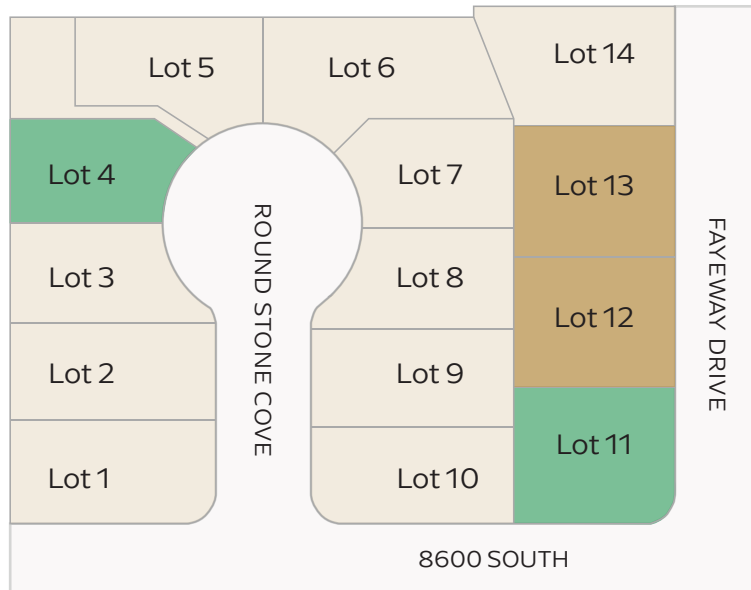 Lot 5
Lot 6
Lot 14
Lot 4
Lot 7
Lot 13
Lot 3
Lot 8
Lot 12
Lot 2
Lot 9
Lot 11
Lot 1
Lot 10
ROUND STONE COVE
FAYEWAY DRIVE
8600 SOUTH